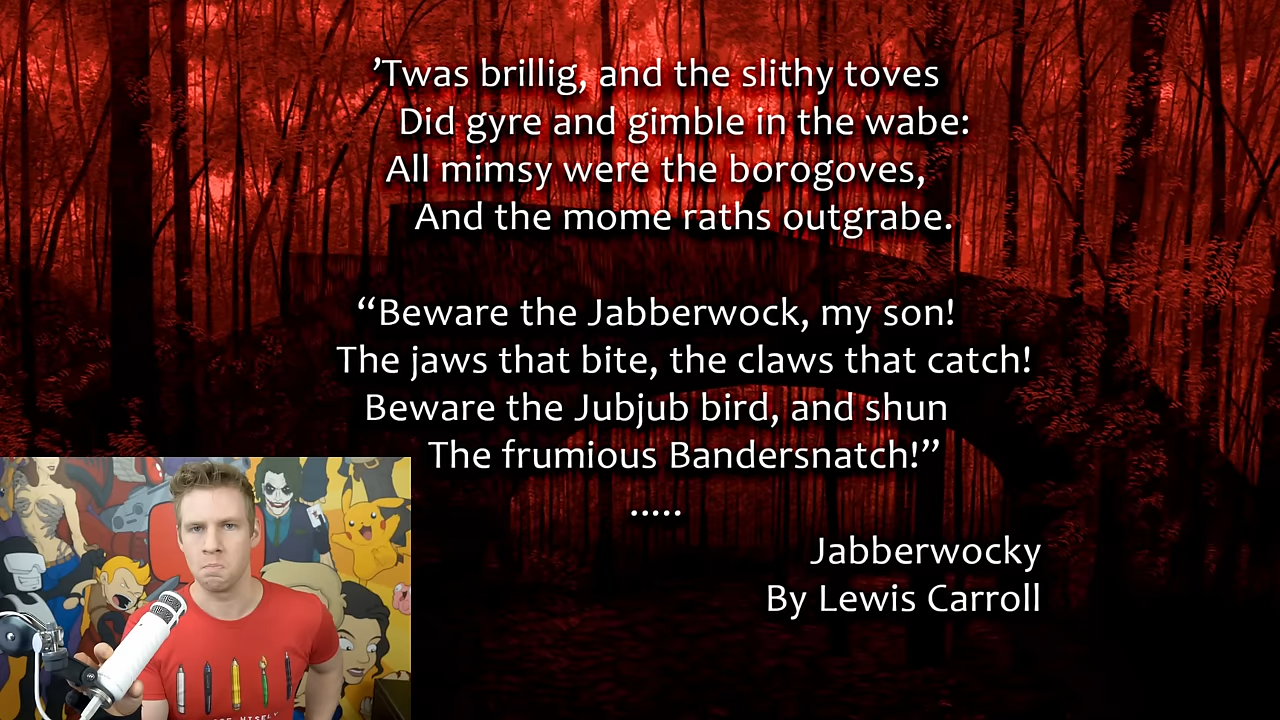 ’Twas brillig, and the slithy toves
Did gyre and gimble in the wabe:
All mimsy were the borogoves,
And the mome raths outgrabe.
“Beware the Jabberwock, my son!
The jaws that bite, the claws that catch!
Beware the Jubjub bird, and shun
The frumious Bandersnatch!”
.....
Jabberwocky
By Lewis Carroll
WISELY